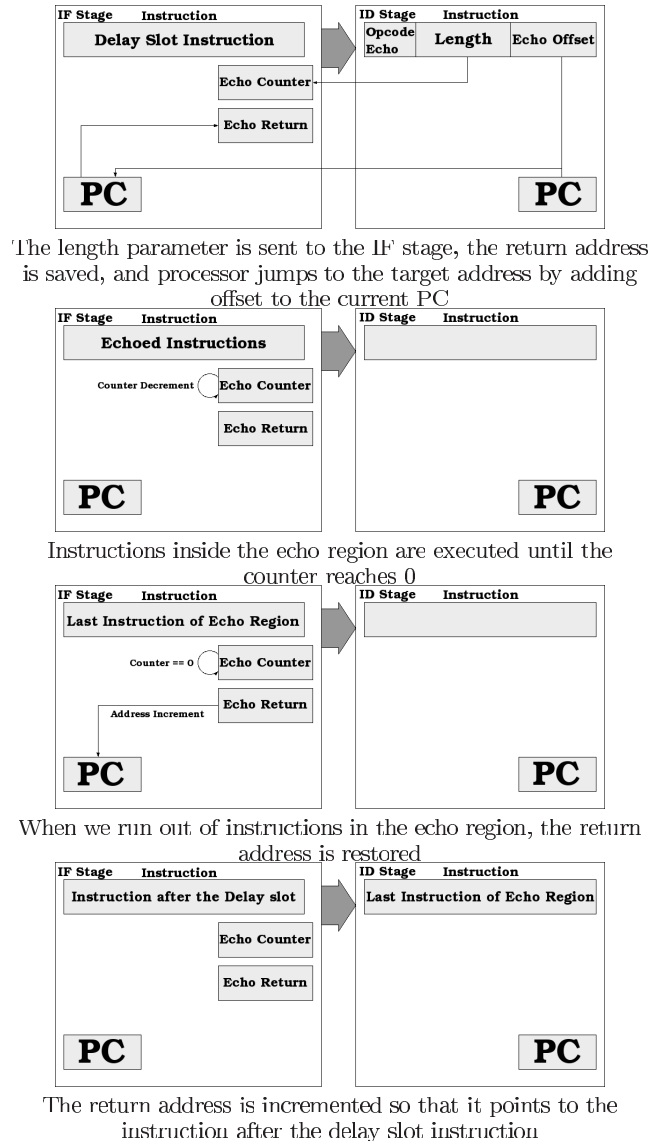 IF Stage Instruction
ID Stage Instruction
Delay Slot Instruction
Opcode Echo Length Echo Offset
Echo Counter
Echo Return
PC
PC
The length parameter is sent to the IF stage, the return address
is saved, and processor jumps to the target address by adding
offset to the current PC
IF Stage Instruction
ID Stage Instruction
Echoed Instructions
Counter Decrement Echo Counter
Echo Return
PC
PC
Instructions inside the echo region are executed until the
counter reaches 0
IF Stage Instruction
ID Stage Instruction
Last Instruction of Echo Region
Counter == 0 Echo Counter
Echo Return
Address Increment
PC
PC
When we run out of instructions in the echo region, the return
address is restored
IF Stage Instruction
ID Stage Instruction
Instruction after the Delay slot
Last Instruction of Echo Region
Echo Counter
Echo Return
PC
PC
The return address is incremented so that it points to the
instruction after the delay slot instruction